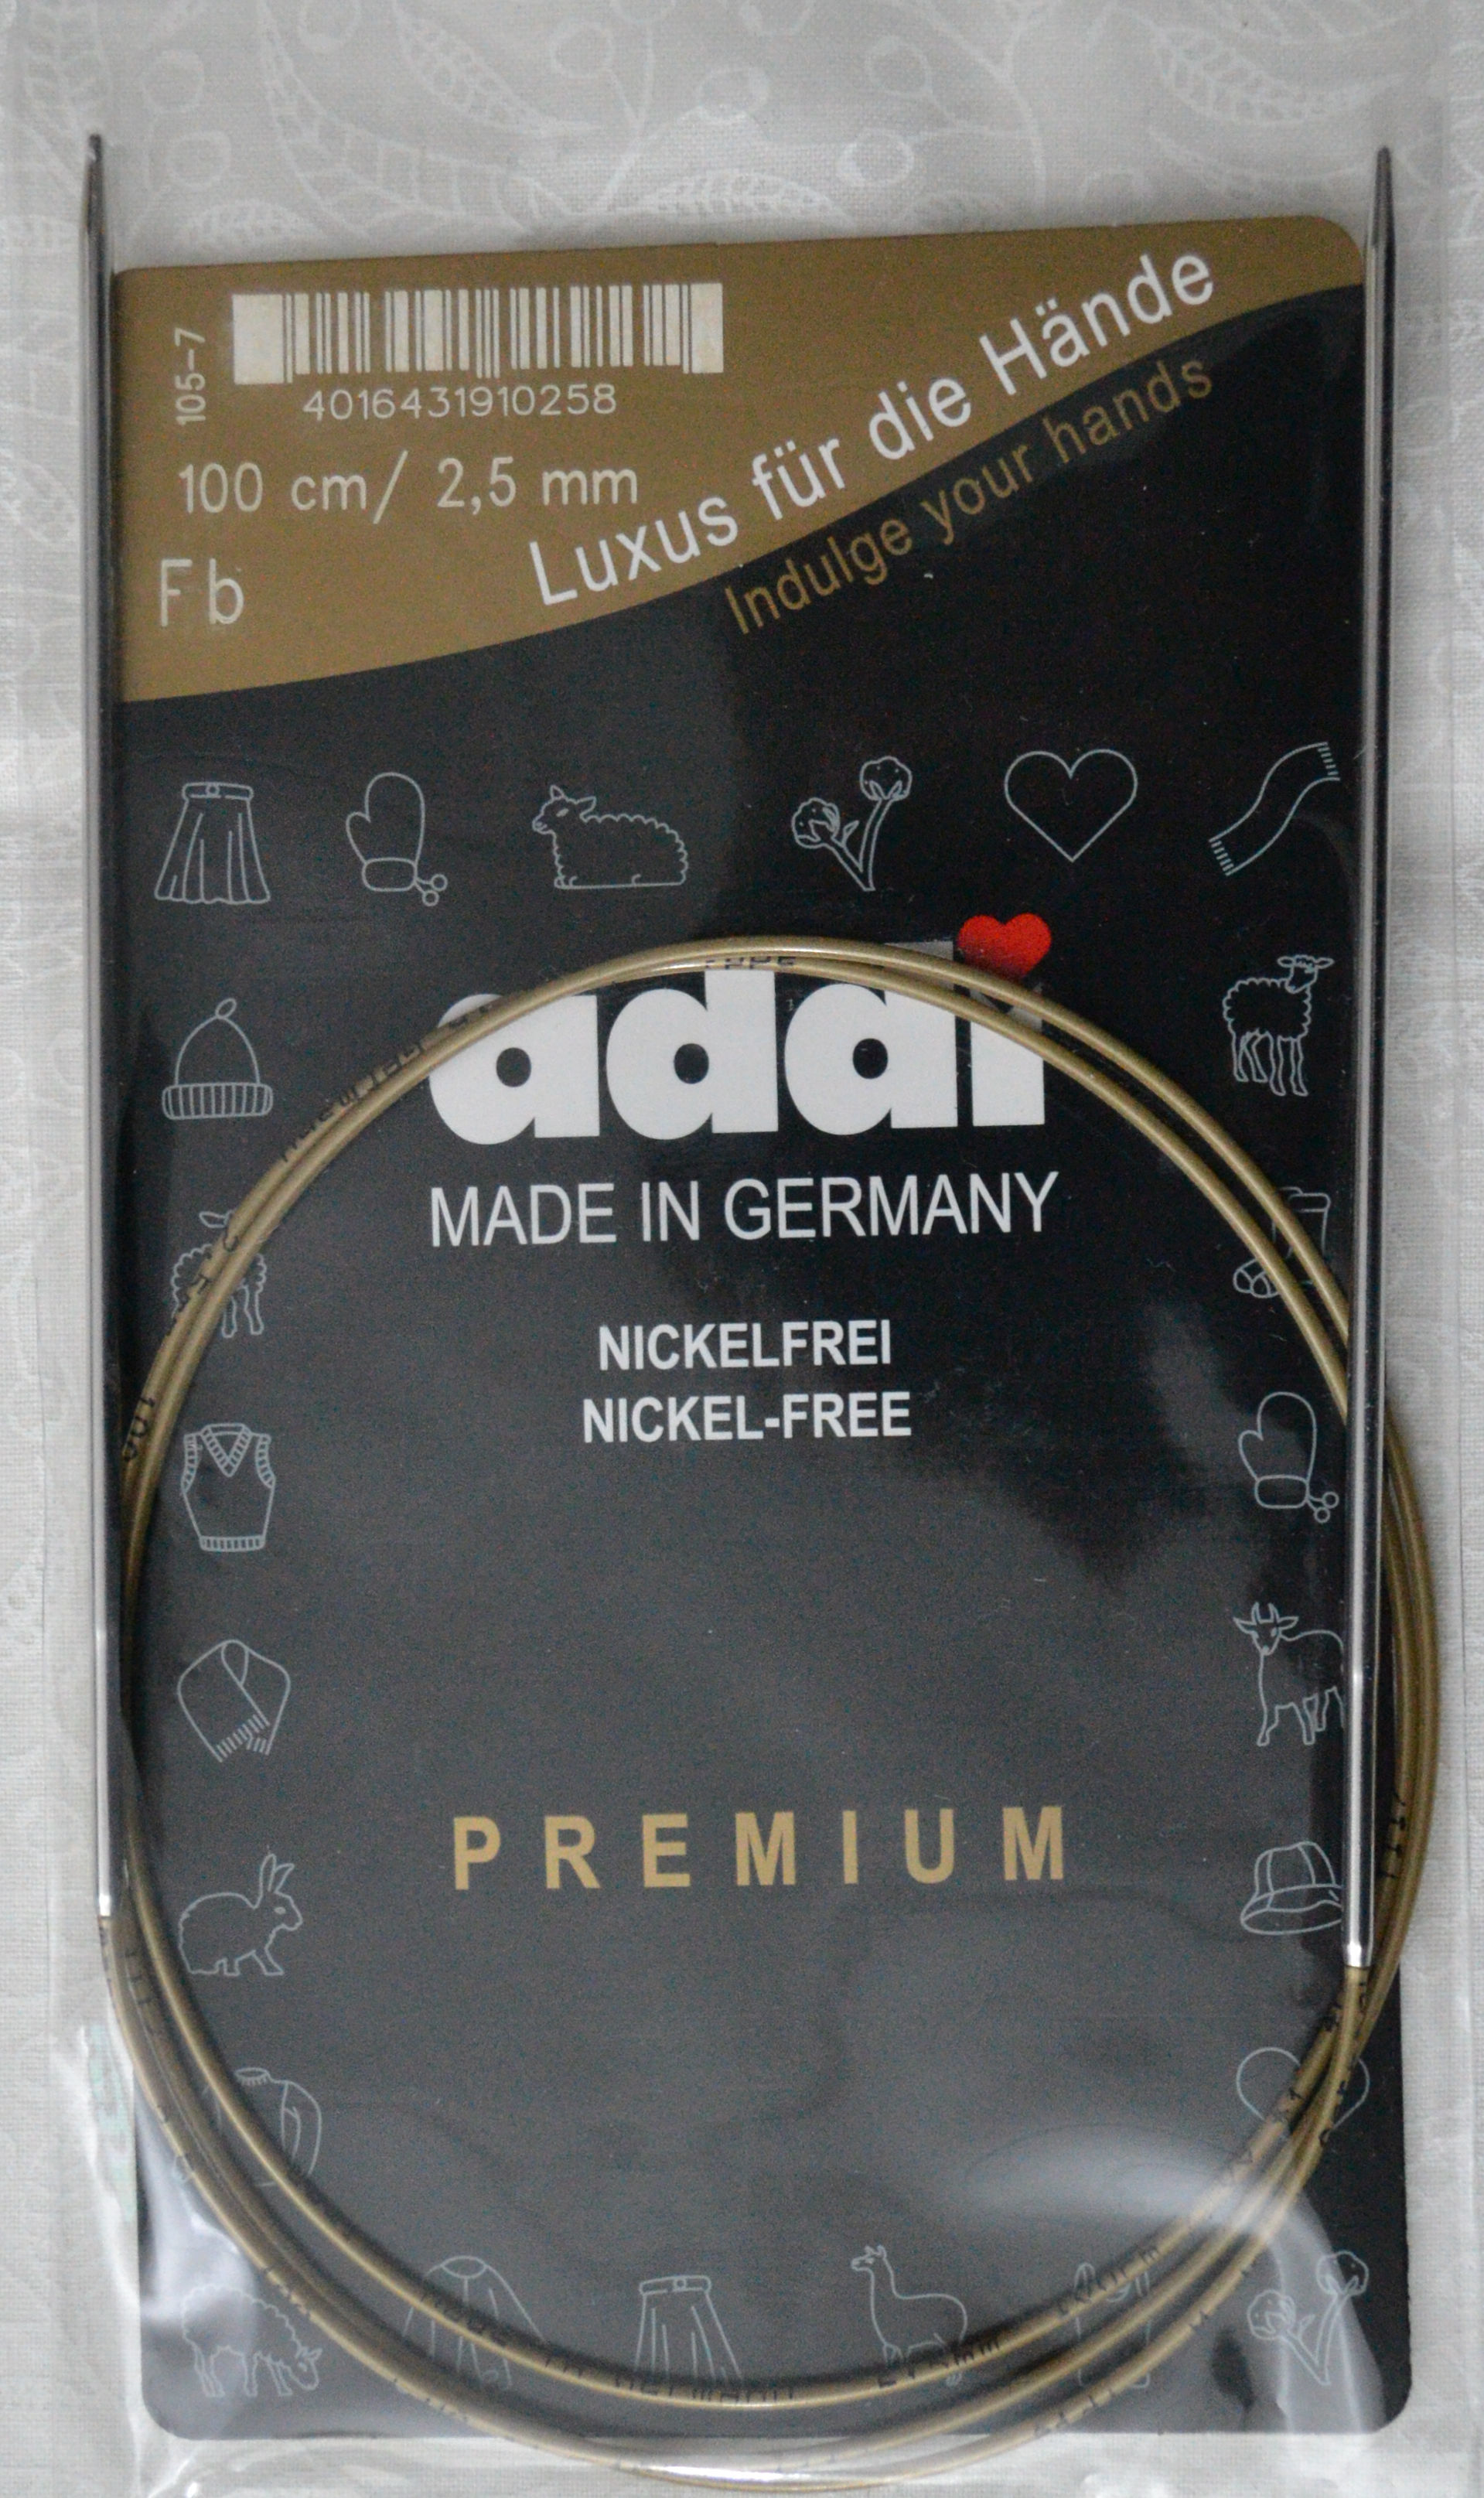 105-7
4016431910258
100 cm/ 2,5 mm
Fb
Luxus für die Hände
Indulge your hands
addi
MADE IN GERMANY
NICKELFREI
NICKEL-FREE
PREMIUM